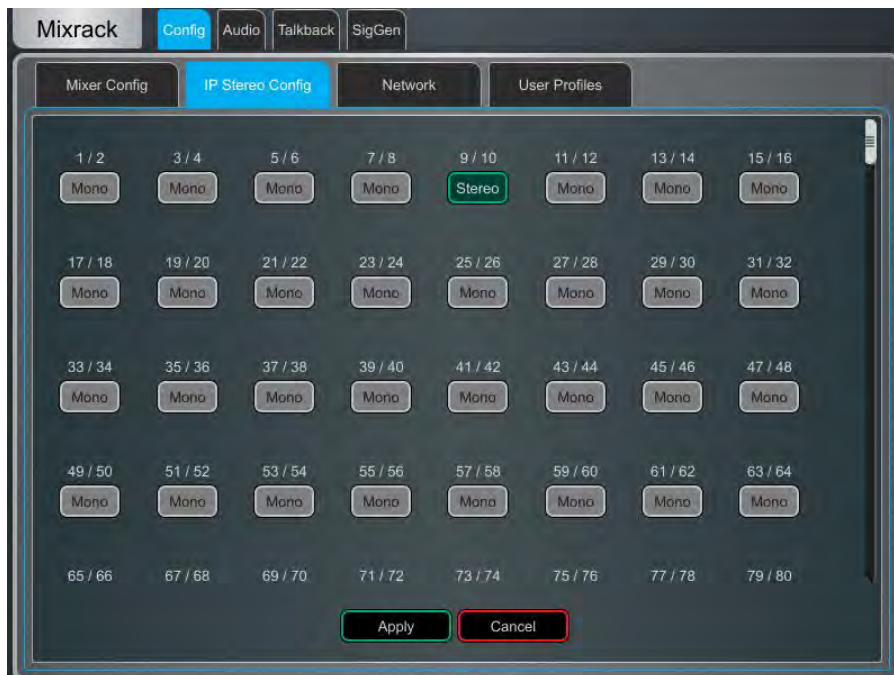 Mixrack Config Audio Talkback SigGen
Mixer Config IP Stereo Config Network User Profiles
1 / 2 3 / 4 5 / 6 7 / 8 9 / 10 11 / 12 13 / 14 15 / 16
Mono Mono Mono Mono Stereo Mono Mono Mono
17 / 18 19 / 20 21 / 22 23 / 24 25 / 26 27 / 28 29 / 30 31 / 32
Mono Mono Mono Mono Mono Mono Mono Mono
33 / 34 35 / 36 37 / 38 39 / 40 41 / 42 43 / 44 45 / 46 47 / 48
Mono Mono Mono Mono Mono Mono Mono Mono
49 / 50 51 / 52 53 / 54 55 / 56 57 / 58 59 / 60 61 / 62 63 / 64
Mono Mono Mono Mono Mono Mono Mono Mono
65 / 66 67 / 68 69 / 70 71 / 72 73 / 74 75 / 76 77 / 78 79 / 80
Apply Cancel